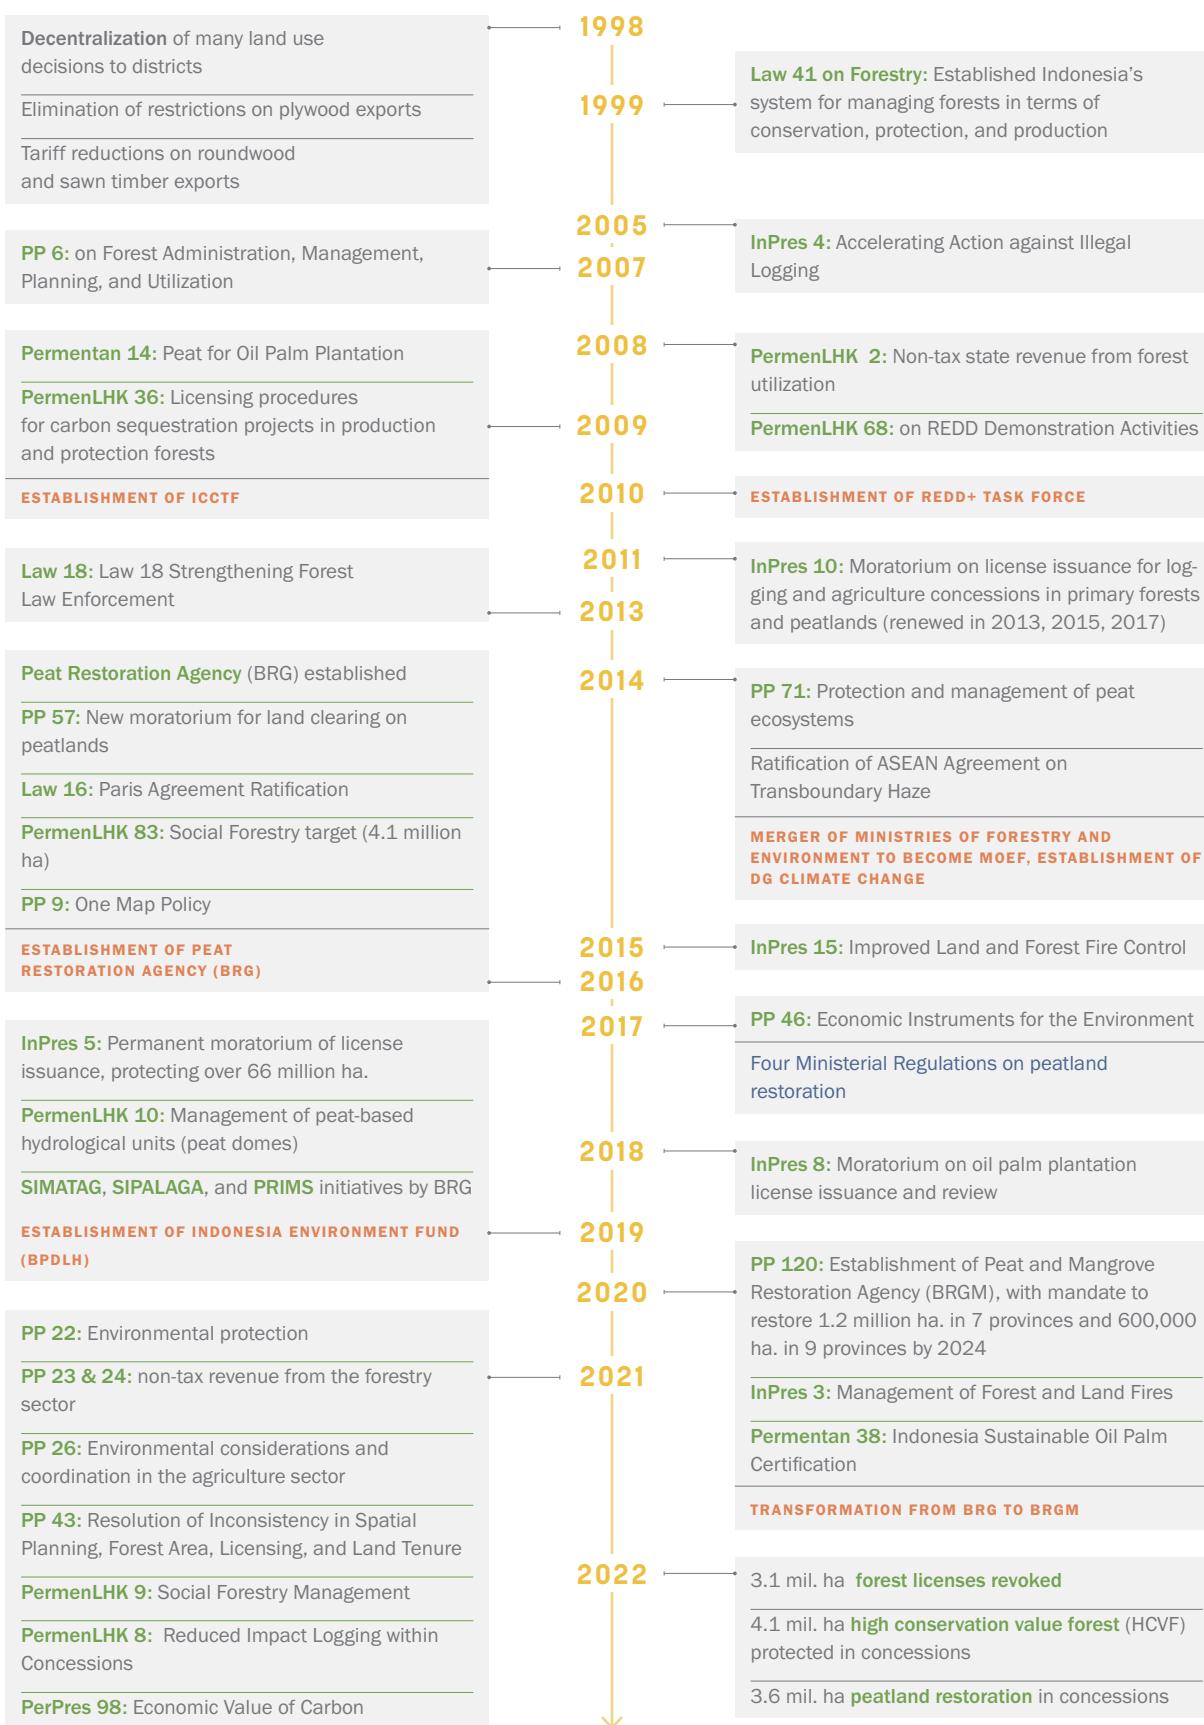 1998
Decentralization of many land use
decisions to districts
Elimination of restrictions on plywood exports
Tariff reductions on roundwood
and sawn timber exports
1999
Law 41 on Forestry: Established Indonesia's
system for managing forests in terms of
conservation, protection, and production
2005
InPres 4: Accelerating Action against Illegal
Logging
2007
PP 6: on Forest Administration, Management,
Planning, and Utilization
2008
PermenLHK 2: Non-tax state revenue from forest
utilization
PermenLHK 68: on REDD Demonstration Activities
2009
Permentan 14: Peat for Oil Palm Plantation
PermenLHK 36: Licensing procedures
for carbon sequestration projects in production
and protection forests
ESTABLISHMENT OF ICCTF
2010
ESTABLISHMENT OF REDD+ TASK FORCE
2011
InPres 10: Moratorium on license issuance for log-
ging and agriculture concessions in primary forests
and peatlands (renewed in 2013, 2015, 2017)
2013
Law 18: Law 18 Strengthening Forest
Law Enforcement
2014
PP 71: Protection and management of peat
ecosystems
Ratification of ASEAN Agreement on
Transboundary Haze
MERGER OF MINISTRIES OF FORESTRY AND
ENVIRONMENT TO BECOME MOEF, ESTABLISHMENT OF
DG CLIMATE CHANGE
2015
InPres 15: Improved Land and Forest Fire Control
2016
Peat Restoration Agency (BRG) established
PP 57: New moratorium for land clearing on
peatlands
Law 16: Paris Agreement Ratification
PermenLHK 83: Social Forestry target (4.1 million
ha)
PP 9: One Map Policy
ESTABLISHMENT OF PEAT
RESTORATION AGENCY (BRG)
2017
PP 46: Economic Instruments for the Environment
Four Ministerial Regulations on peatland
restoration
2018
InPres 8: Moratorium on oil palm plantation
license issuance and review
2019
InPres 5: Permanent moratorium of license
issuance, protecting over 66 million ha.
PermenLHK 10: Management of peat-based
hydrological units (peat domes)
SIMATAG, SIPALAGA, and PRIMS initiatives by BRG
ESTABLISHMENT OF INDONESIA ENVIRONMENT FUND
(BPDLH)
2020
PP 120: Establishment of Peat and Mangrove
Restoration Agency (BRGM), with mandate to
restore 1.2 million ha. in 7 provinces and 600,000
ha. in 9 provinces by 2024
InPres 3: Management of Forest and Land Fires
Permentan 38: Indonesia Sustainable Oil Palm
Certification
TRANSFORMATION FROM BRG TO BRGM
2021
PP 22: Environmental protection
PP 23 & 24: non-tax revenue from the forestry
sector
PP 26: Environmental considerations and
coordination in the agriculture sector
PP 43: Resolution of Inconsistency in Spatial
Planning, Forest Area, Licensing, and Land Tenure
PermenLHK 9: Social Forestry Management
PermenLHK 8: Reduced Impact Logging within
Concessions
PerPres 98: Economic Value of Carbon
2022
3.1 mil. ha forest licenses revoked
4.1 mil. ha high conservation value forest (HCVF)
protected in concessions
3.6 mil. ha peatland restoration in concessions